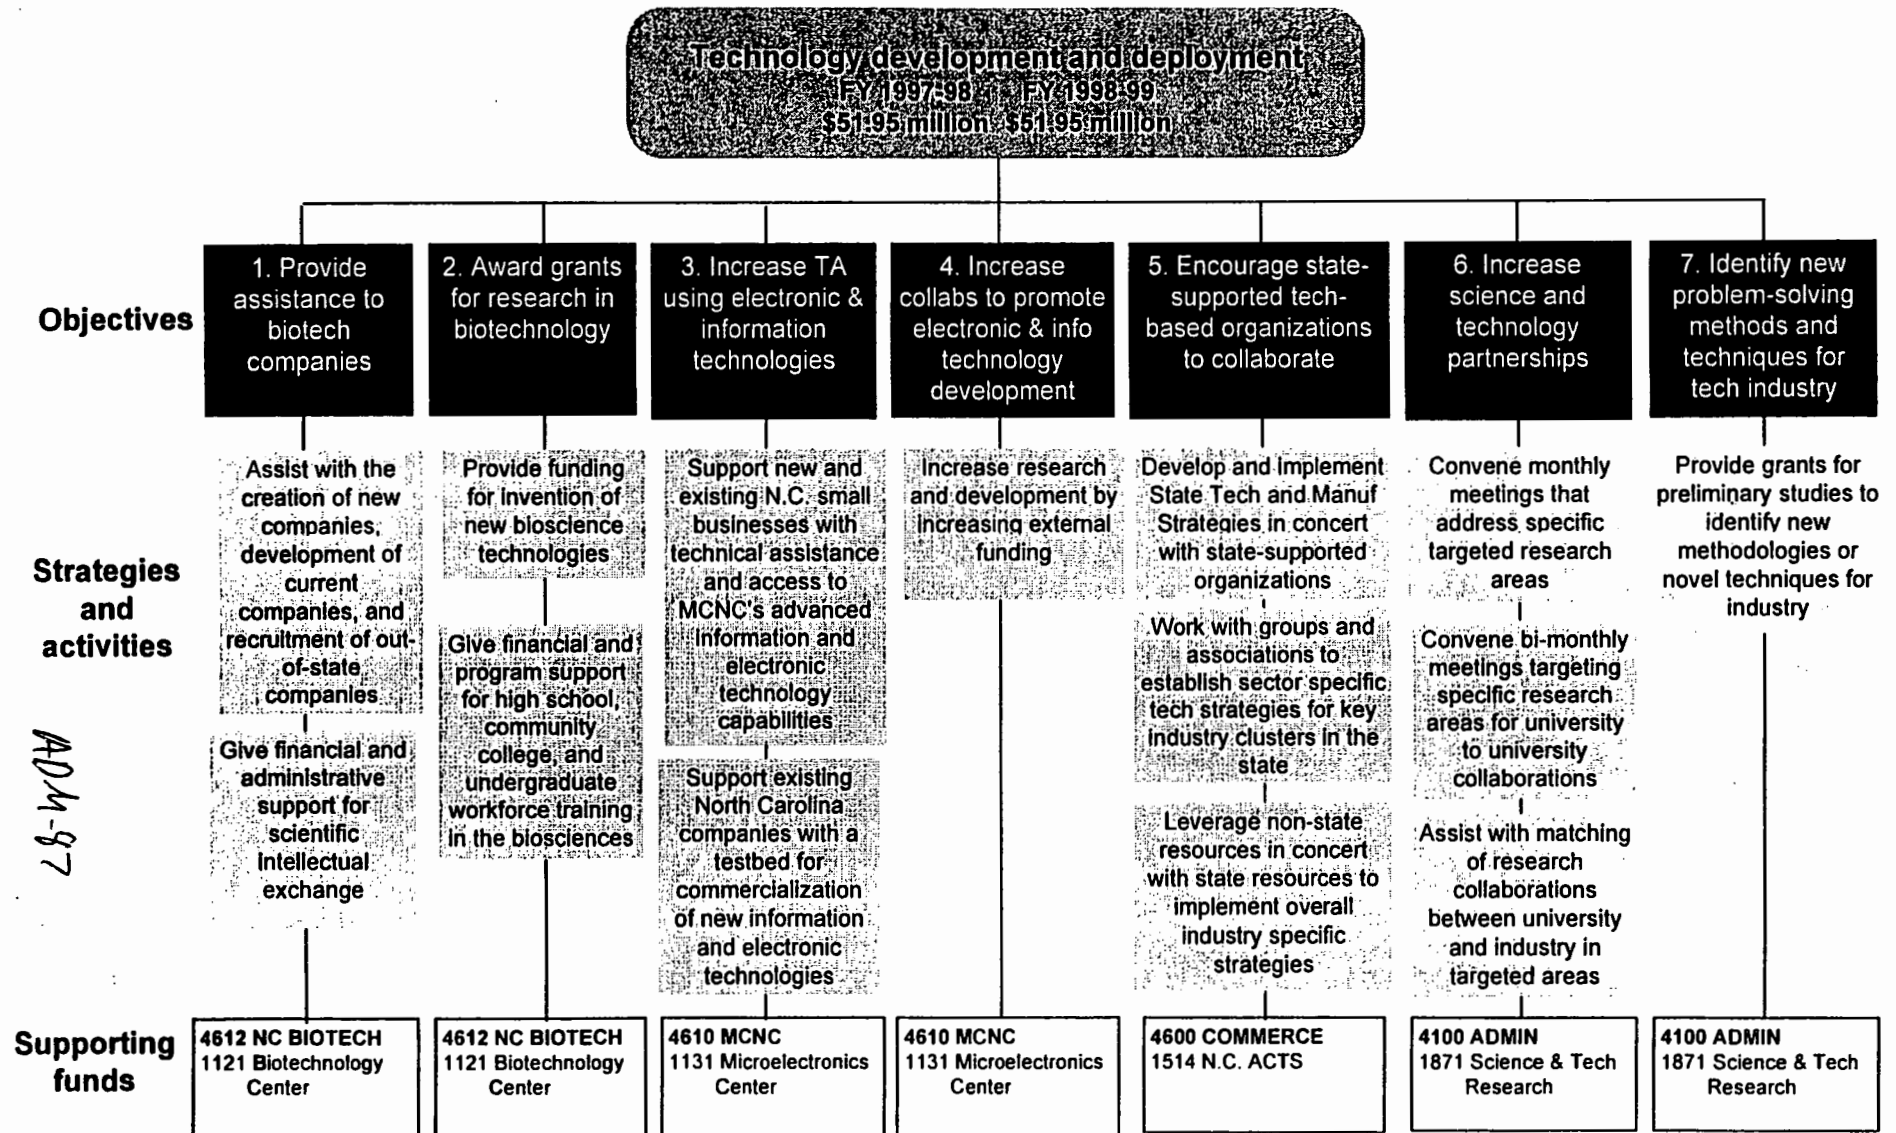 Technology development and deployment
FY 1997-98 FY 1998-99
$51.95 million $51.95 million
Objectives
1. Provide
assistance to
biotech
companies
2. Award grants
for research in
biotechnology
3. Increase TA
using electronic &
information
technologies
4. Increase
collabs to promote
electronic & info
technology
development
5. Encourage state-
supported tech-
based organizations
to collaborate
6. Increase
science and
technology
partnerships
7. Identify new
problem-solving
methods and
techniques for
tech industry
Strategies
and
activities
Assist with the
creation of new
companies,
development of
current
companies, and
recruitment of out-
of-state
companies
Give financial and
administrative
support for
scientific
intellectual
exchange
Provide funding
for invention of
new bioscience
technologies
Give financial and
program support
for high school,
community
college, and
undergraduate
workforce training
in the biosciences
Support new and
existing N.C. small
businesses with
technical assistance
and access to
MCNC's advanced
information and
electronic
technology
capabilities
Support existing
North Carolina
companies with a
testbed for
commercialization
of new information
and electronic
technologies
Increase research
and development by
increasing external
funding
Develop and Implement
State Tech and Manuf
Strategies in concert
with state-supported
organizations
Work with groups and
associations to
establish sector specific
tech strategies for key
industry clusters in the
state
Leverage non-state
resources in concert
with state resources to
implement overall
industry specific
strategies
Convene monthly
meetings that
address specific
targeted research
areas
Convene bi-monthly
meetings targeting
specific research
areas for university
to university
collaborations
Assist with matching
of research
collaborations
between university
and industry in
targeted areas
Provide grants for
preliminary studies to
identify new
methodologies or
novel techniques for
industry
ADM-87
Supporting
funds
4612 NC BIOTECH
1121 Biotechnology
Center
4612 NC BIOTECH
1121 Biotechnology
Center
4610 MCNC
1131 Microelectronics
Center
4610 MCNC
1131 Microelectronics
Center
4600 COMMERCE
1514 N.C. ACTS
4100 ADMIN
1871 Science & Tech
Research
4100 ADMIN
1871 Science & Tech
Research